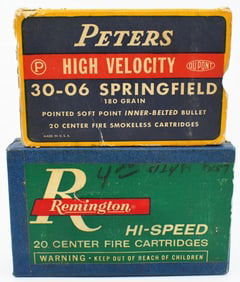 PETERS
P HIGH VELOCITY DU PONT
30-06 SPRINGFIELD
180 GRAIN
POINTED SOFT POINT INNER-BELTED BULLET
20 CENTER FIRE SMOKELESS CARTRIDGES
MADE IN U.S.A.
R
Remington
HI-SPEED
20 CENTER FIRE CARTRIDGES
WARNING • KEEP OUT OF REACH OF CHILDREN